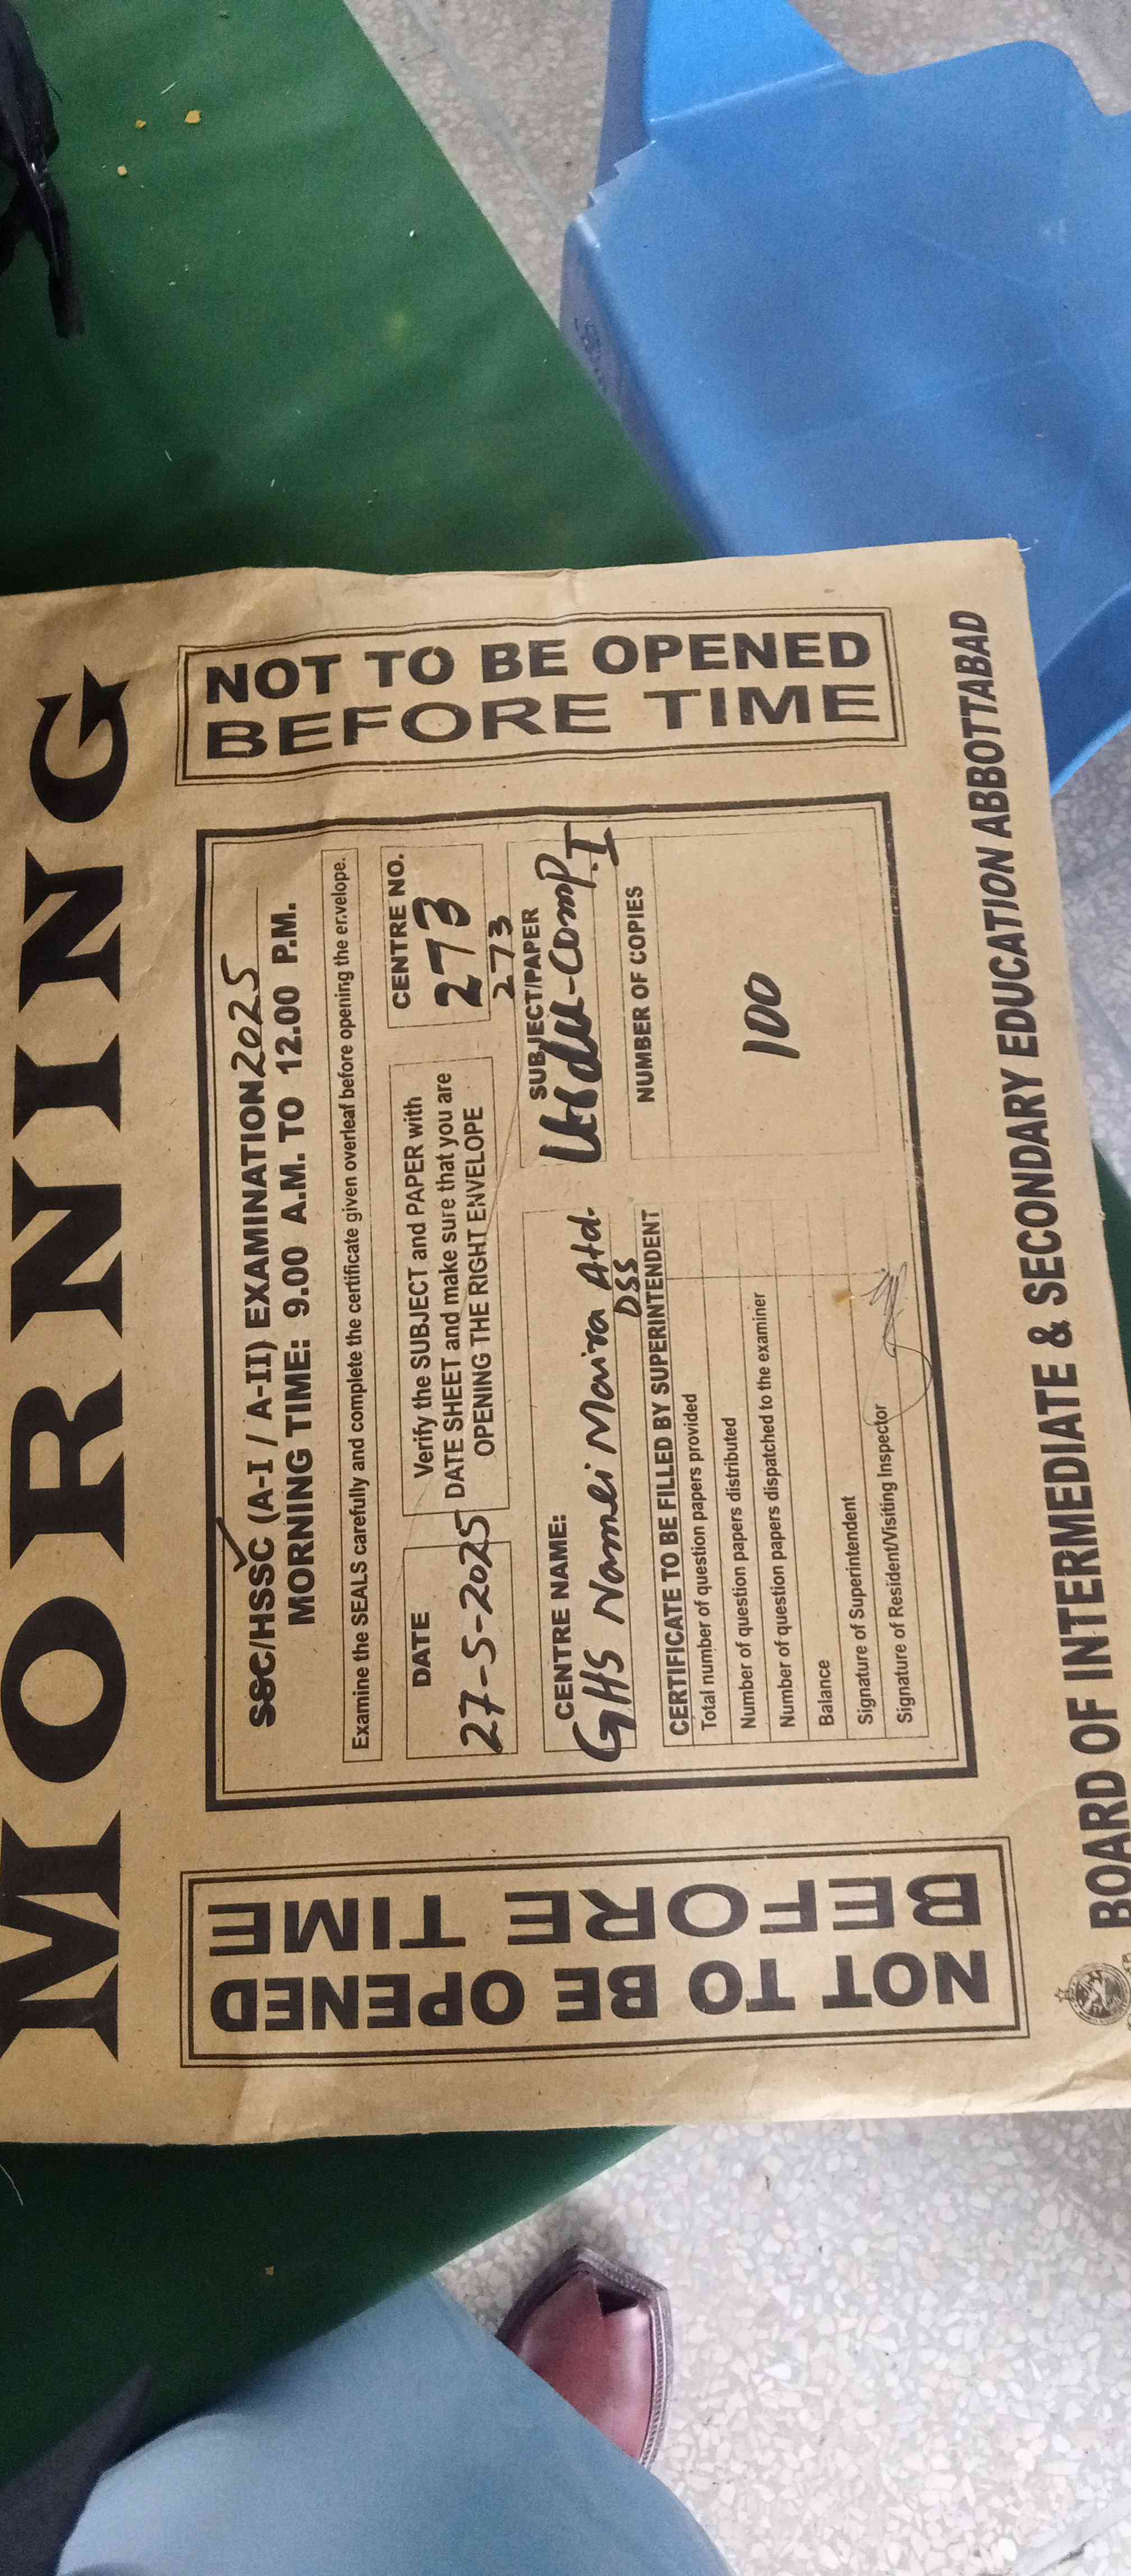 MORNING
NOT TO BE OPENED
BEFORE TIME
SSC/HSSC (A-I / A-II) EXAMINATION 2025
MORNING TIME: 9.00 A.M. TO 12.00 P.M.
Examine the SEALS carefully and complete the certificate given overleaf before opening the envelope.
DATE
27-5-2025
Verify the SUBJECT and PAPER with
DATE SHEET and make sure that you are
OPENING THE RIGHT ENVELOPE
CENTRE NO.
273
273
CENTRE NAME:
GHS Namli Maira Atd.
DSS
SUBJECT/PAPER
Urdu-Comp.I
CERTIFICATE TO BE FILLED BY SUPERINTENDENT
Total number of question papers provided
Number of question papers distributed
Number of question papers dispatched to the examiner
Balance
Signature of Superintendent
Signature of Resident/Visiting Inspector
NUMBER OF COPIES
100
NOT TO BE OPENED
BEFORE TIME
BOARD OF INTERMEDIATE & SECONDARY EDUCATION ABBOTTABAD